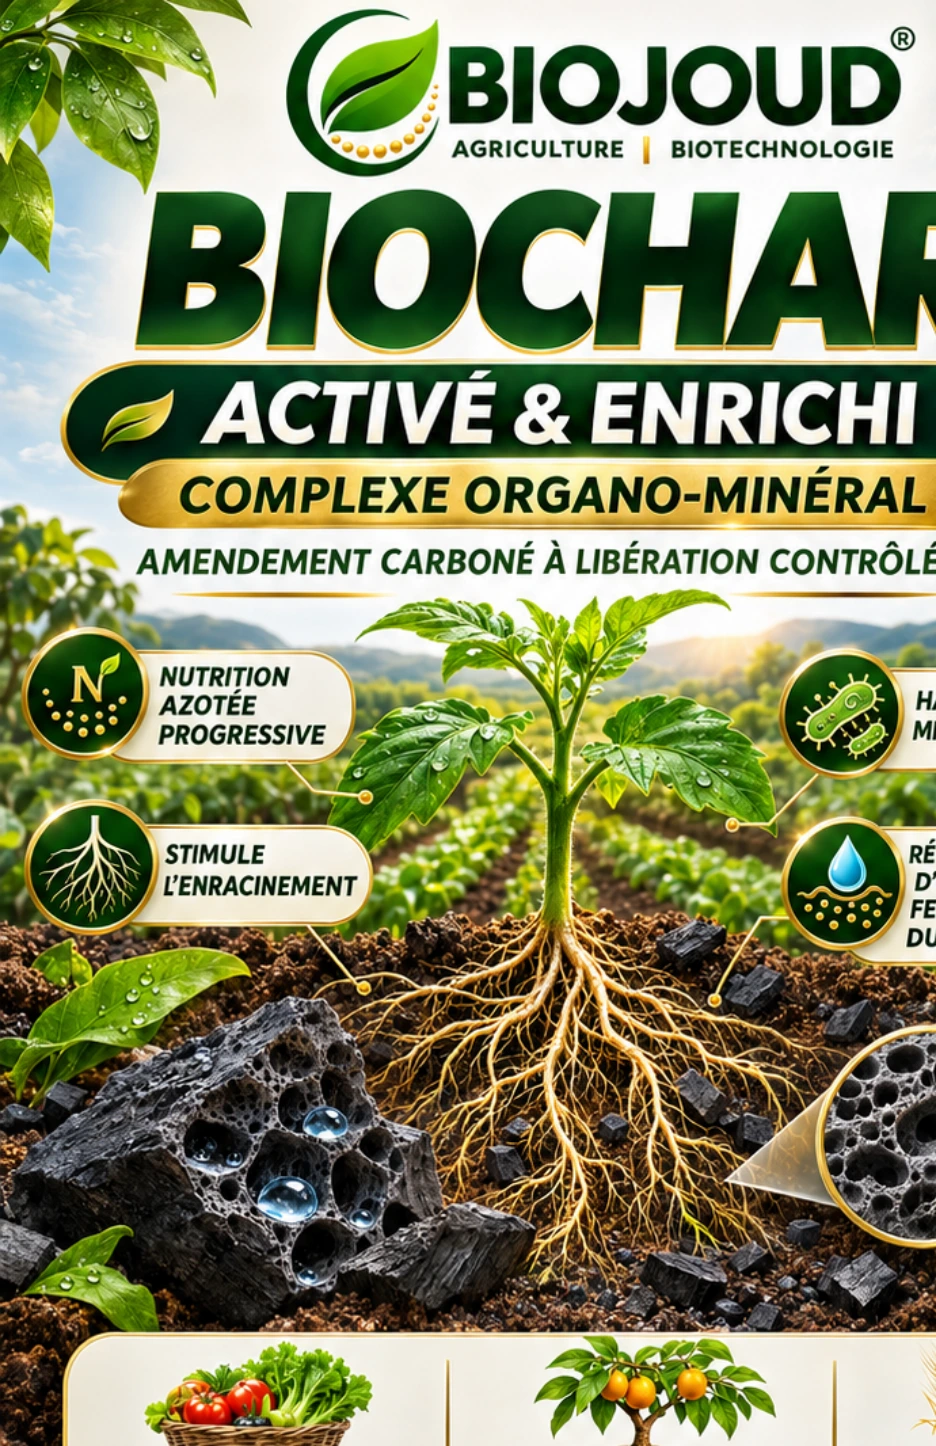 BIOJOUD®
AGRICULTURE | BIOTECHNOLOGIE
BIOCHAR
ACTIVÉ & ENRICHI
COMPLEXE ORGANO-MINÉRAL
AMENDEMENT CARBONÉ À LIBÉRATION CONTRÔLÉ
N
NUTRITION
AZOTÉE
PROGRESSIVE
STIMULE
L'ENRACINEMENT